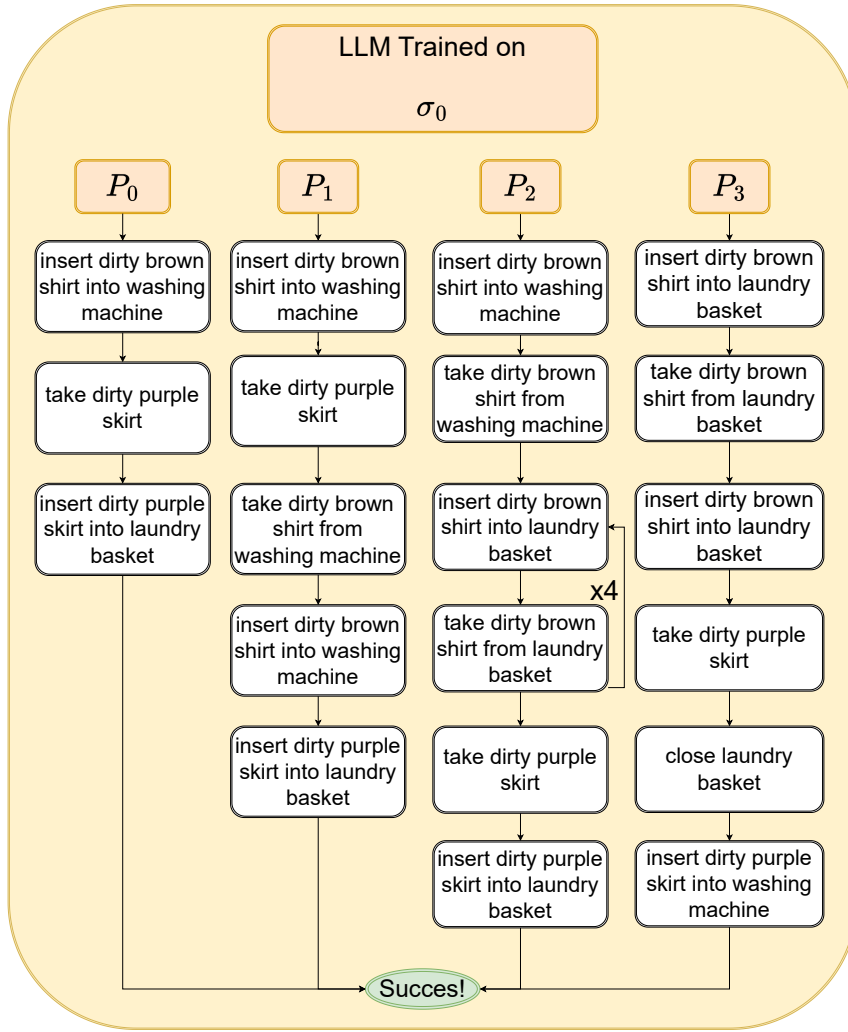 LLM Trained on
σ₀
P₀
P₁
P₂
P₃
insert dirty brown
shirt into washing
machine
take dirty purple
skirt
insert dirty purple
skirt into laundry
basket
insert dirty brown
shirt into washing
machine
take dirty purple
skirt
take dirty brown
shirt from
washing machine
insert dirty brown
shirt into washing
machine
insert dirty purple
skirt into laundry
basket
insert dirty brown
shirt into washing
machine
take dirty brown
shirt from
washing machine
insert dirty brown
shirt into laundry
basket
x4
take dirty brown
shirt from laundry
basket
take dirty purple
skirt
insert dirty purple
skirt into laundry
basket
insert dirty brown
shirt into laundry
basket
take dirty brown
shirt from laundry
basket
insert dirty brown
shirt into laundry
basket
take dirty purple
skirt
close laundry
basket
insert dirty purple
skirt into washing
machine
Succes!